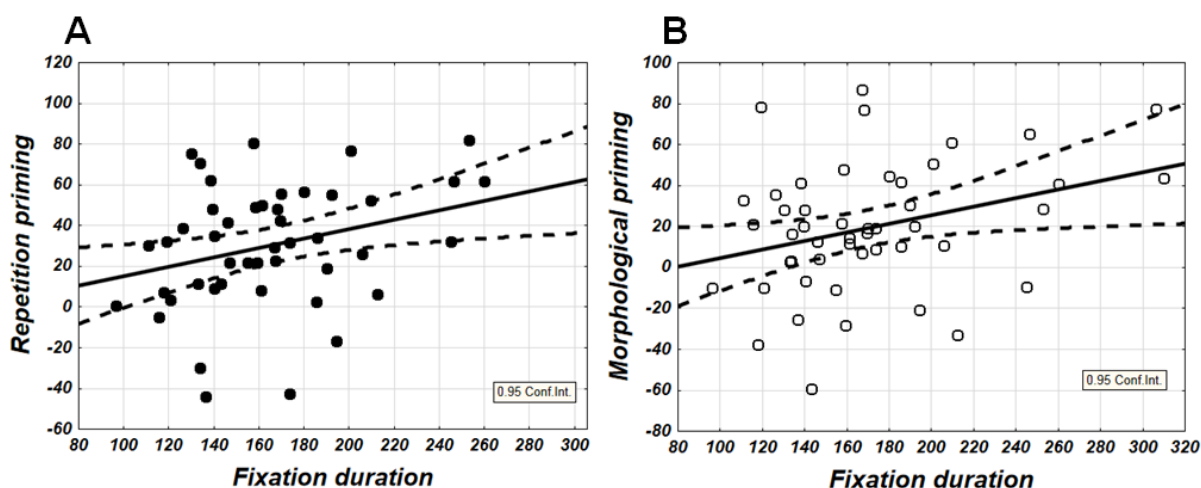 A
120
100
80
60
40
20
0
-20
-40
-60
80 100 120 140 160 180 200 220 240 260 280 300
Repetition priming
Fixation duration
0.95 Conf.Int.
B
100
80
60
40
20
0
-20
-40
-60
-80
80 100 120 140 160 180 200 220 240 260 280 300 320
Morphological priming
Fixation duration
0.95 Conf.Int.